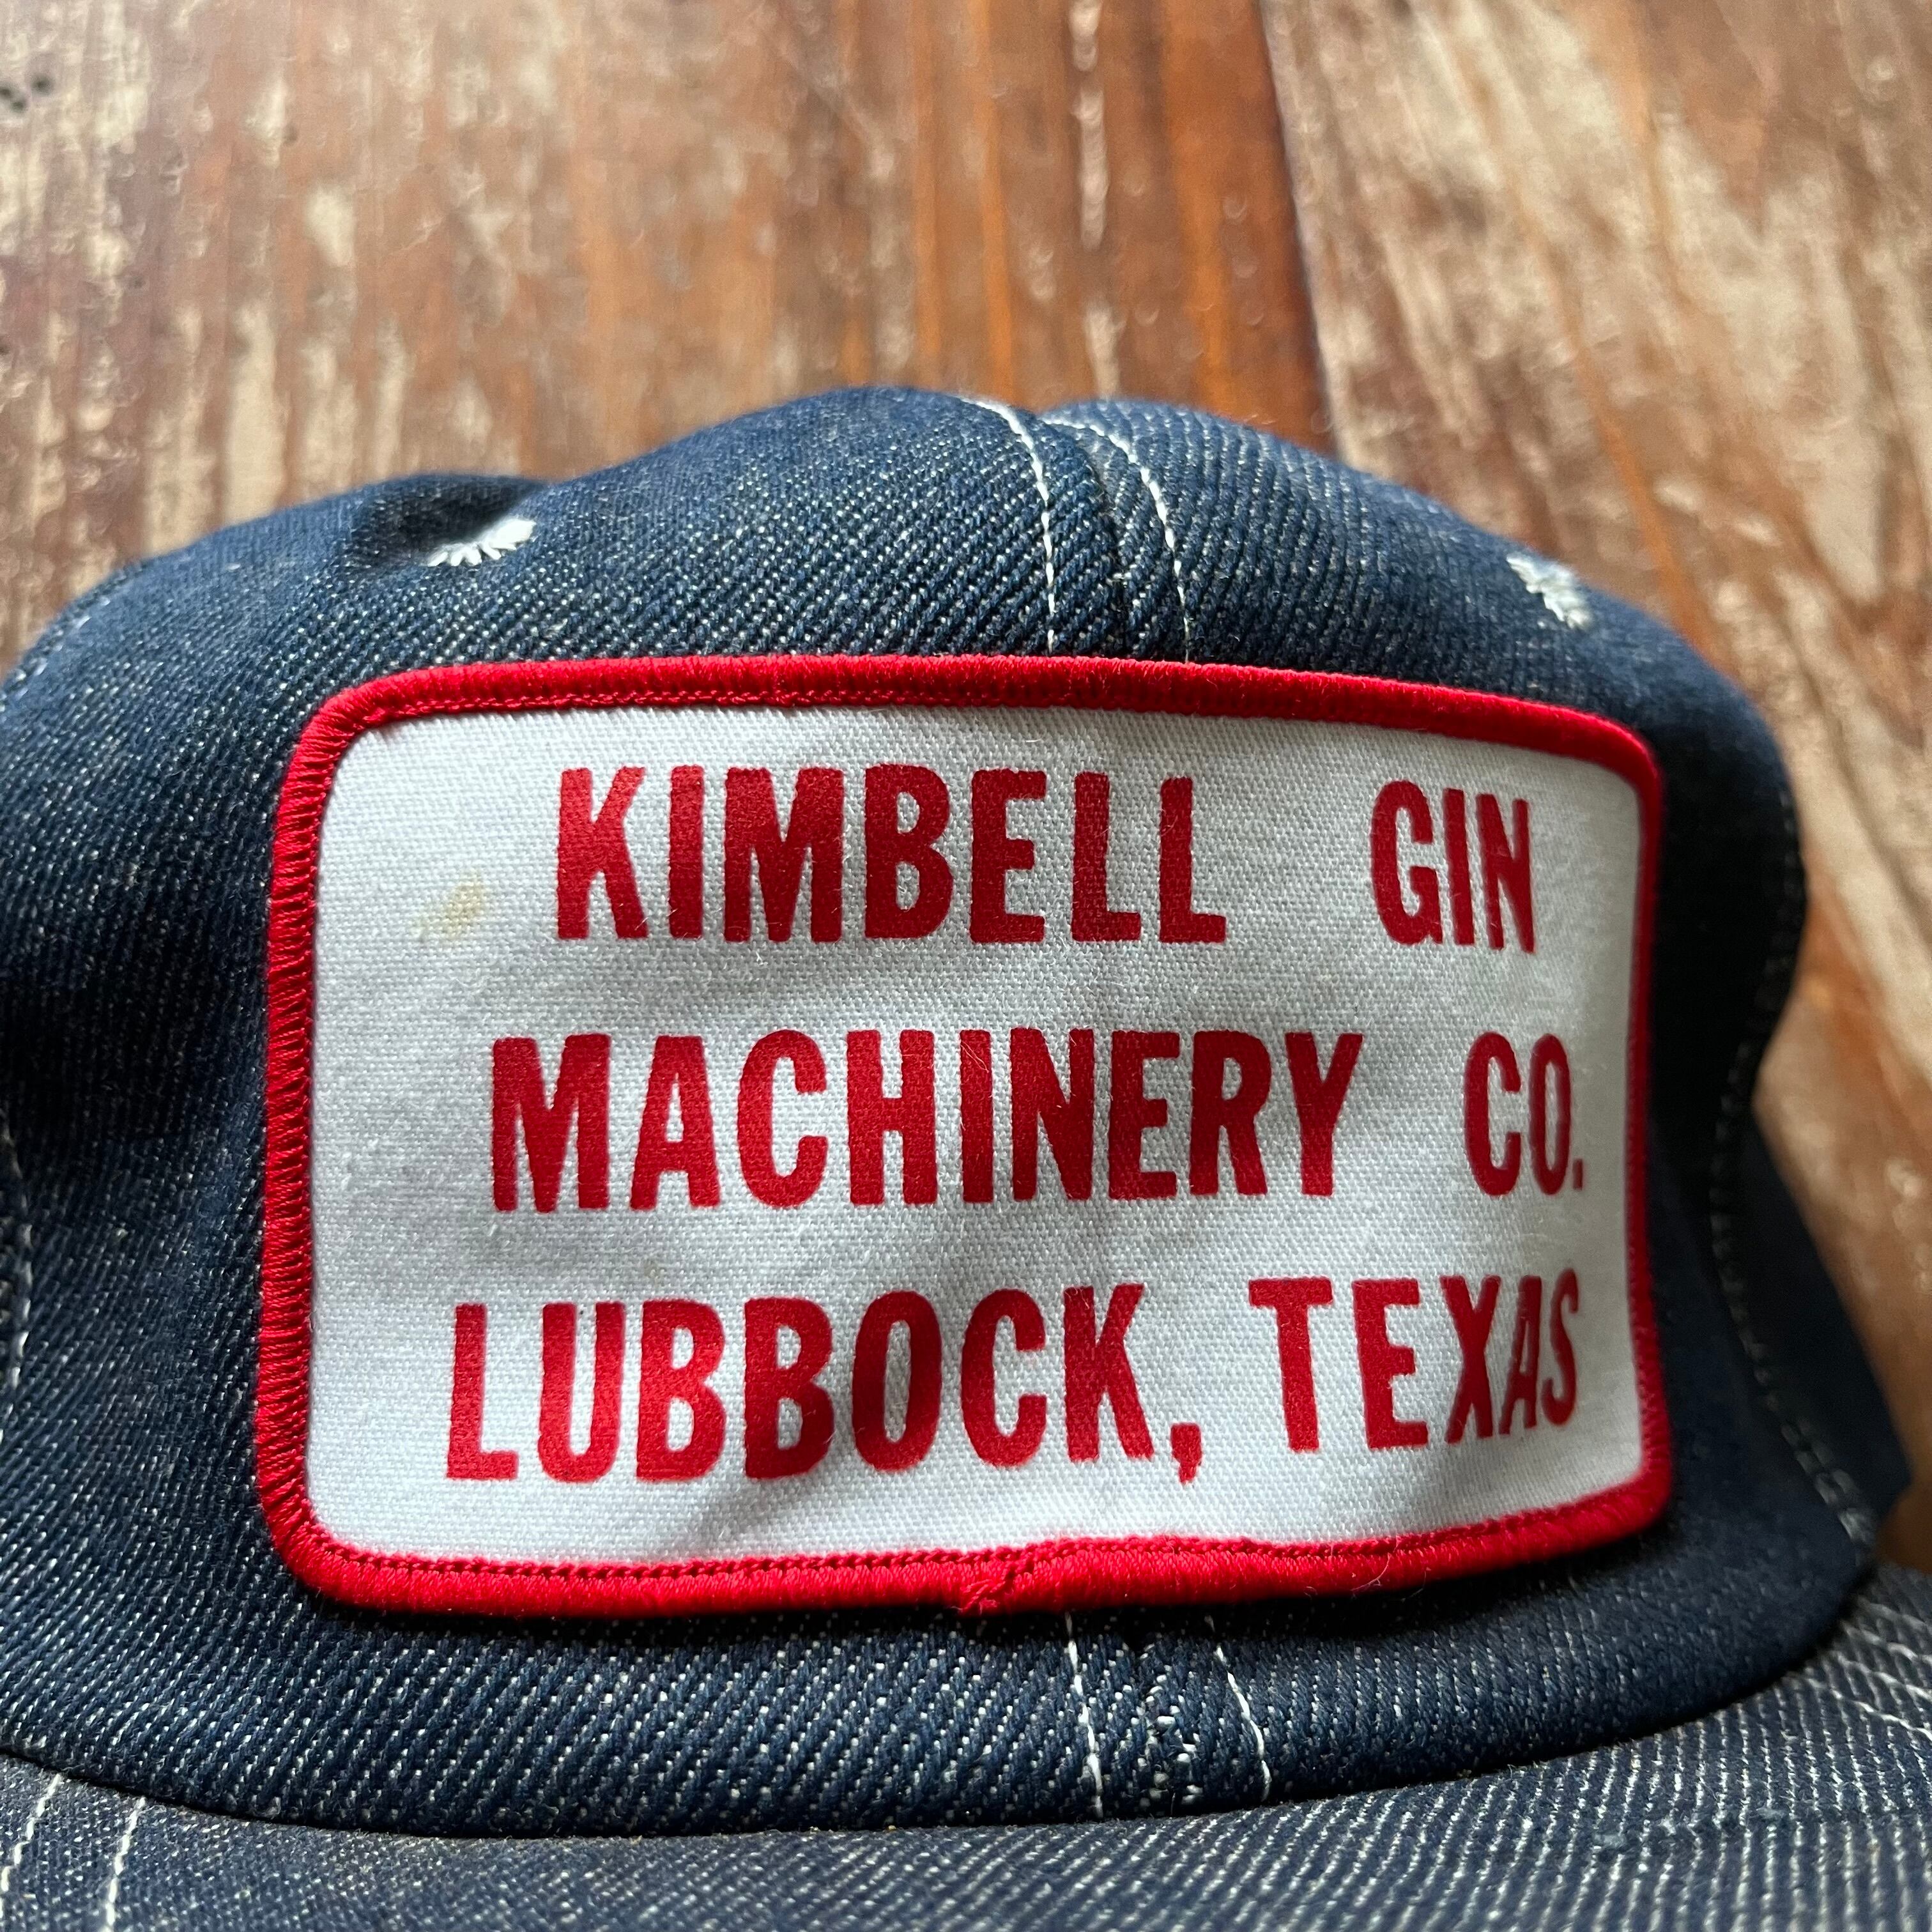 KIMBELL GIN
MACHINERY CO.
LUBBOCK, TEXAS